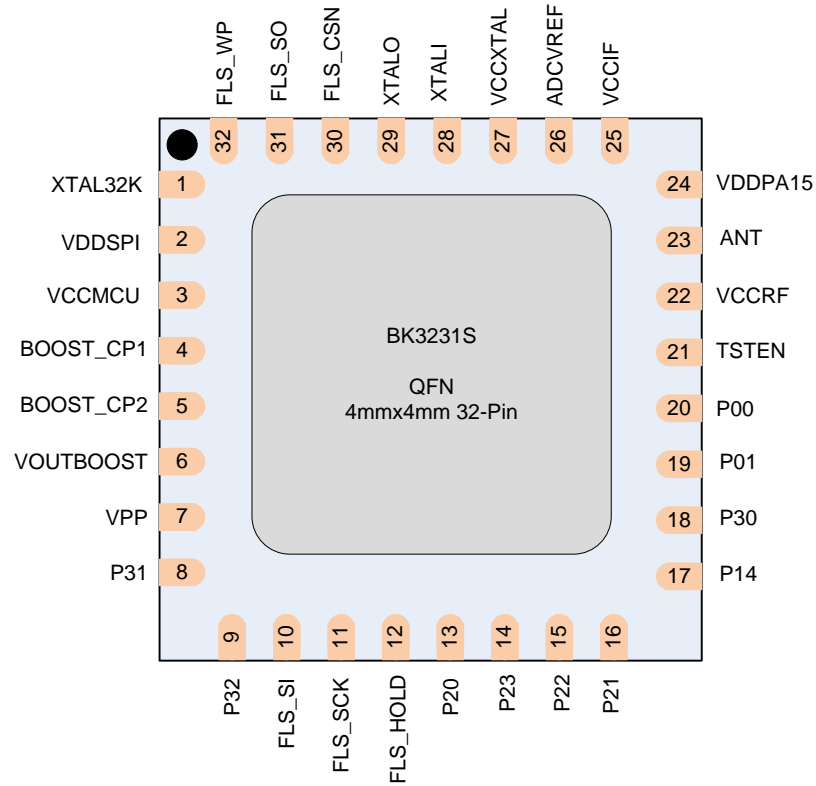 FLS_WP
FLS_SO
FLS_CSN
XTALO
XTALI
VCCXTAL
ADCVREF
VCCIF
32
31
30
29
28
27
26
25
XTAL32K 1
VDDSPI 2
VCCMCU 3
BOOST_CP1 4
BOOST_CP2 5
VOUTBOOST 6
VPP 7
P31 8
BK3231S
QFN
4mmx4mm 32-Pin
24 VDDPA15
23 ANT
22 VCCRF
21 TSTEN
20 P00
19 P01
18 P30
17 P14
9
10
11
12
13
14
15
16
P32
FLS_SI
FLS_SCK
FLS_HOLD
P20
P23
P22
P21